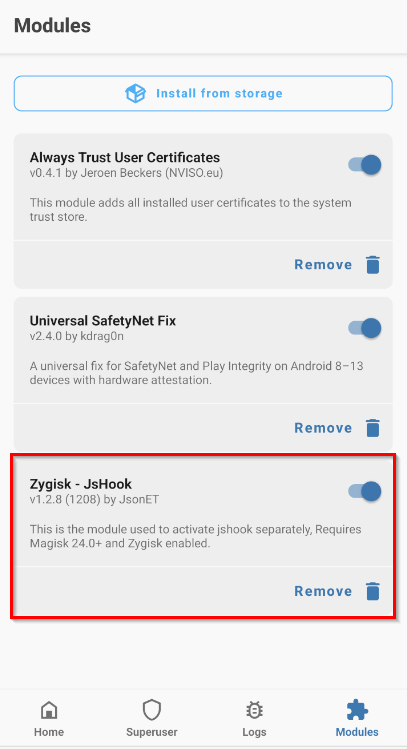 Modules
Install from storage
Always Trust User Certificates
v0.4.1 by Jeroen Beckers (NVISO.eu)
This module adds all installed user certificates to the system
trust store.
Remove
Universal SafetyNet Fix
v2.4.0 by kdrag0n
A universal fix for SafetyNet and Play Integrity on Android 8–13
devices with hardware attestation.
Remove
Zygisk - JsHook
v1.2.8 (1208) by JsonET
This is the module used to activate jshook separately, Requires
Magisk 24.0+ and Zygisk enabled.
Remove
Home
Superuser
Logs
Modules